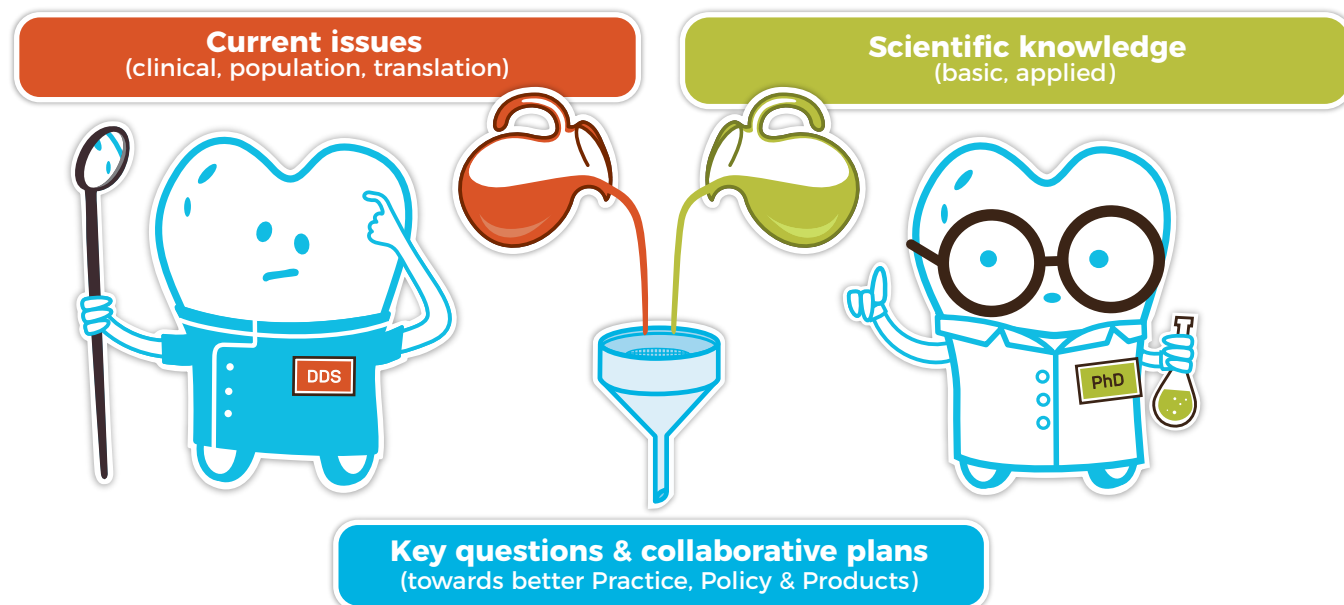 Current issues
(clinical, population, translation)
Scientific knowledge
(basic, applied)
DDS
PhD
Key questions & collaborative plans
(towards better Practice, Policy & Products)